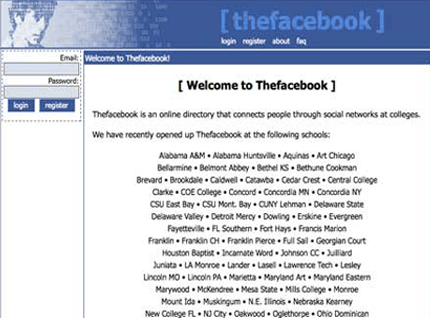 [ thefacebook ]
login register about faq
Email:
Password:
login register
Welcome to Thefacebook!
[ Welcome to Thefacebook ]
Thefacebook is an online directory that connects people through social networks at colleges.
We have recently opened up Thefacebook at the following schools:
Alabama A&M • Alabama Huntsville • Aquinas • Art Chicago
Bellarmine • Belmont Abbey • Bethel KS • Bethune Cookman
Brevard • Brookdale • Caldwell • Catawba • Cedar Crest • Central College
Clarke • COE College • Concord • Concordia MN • Concordia NY
CSU East Bay • CSU Mont. Bay • CUNY Lehman • Delaware State
Delaware Valley • Detroit Mercy • Dowling • Erskine • Evergreen
Fayetteville • FL Southern • Fort Hays • Francis Marion
Franklin • Franklin CH • Franklin Pierce • Full Sail • Georgian Court
Houston Baptist • Incarnate Word • Johnson CC • Julliard
Juniata • LA Monroe • Lander • Lasell • Lawrence Tech • Lesley
Lincoln MO • Lincoln PA • Marietta • Maryland Art • Maryland Eastern
Marywood • McKendree • Mesa State • Mills College • Monroe
Mount Ida • Muskingum • N.E. Illinois • Nebraska Kearney
New College FL • NJ City • Oakwood • Oglethorpe • Ohio Dominican